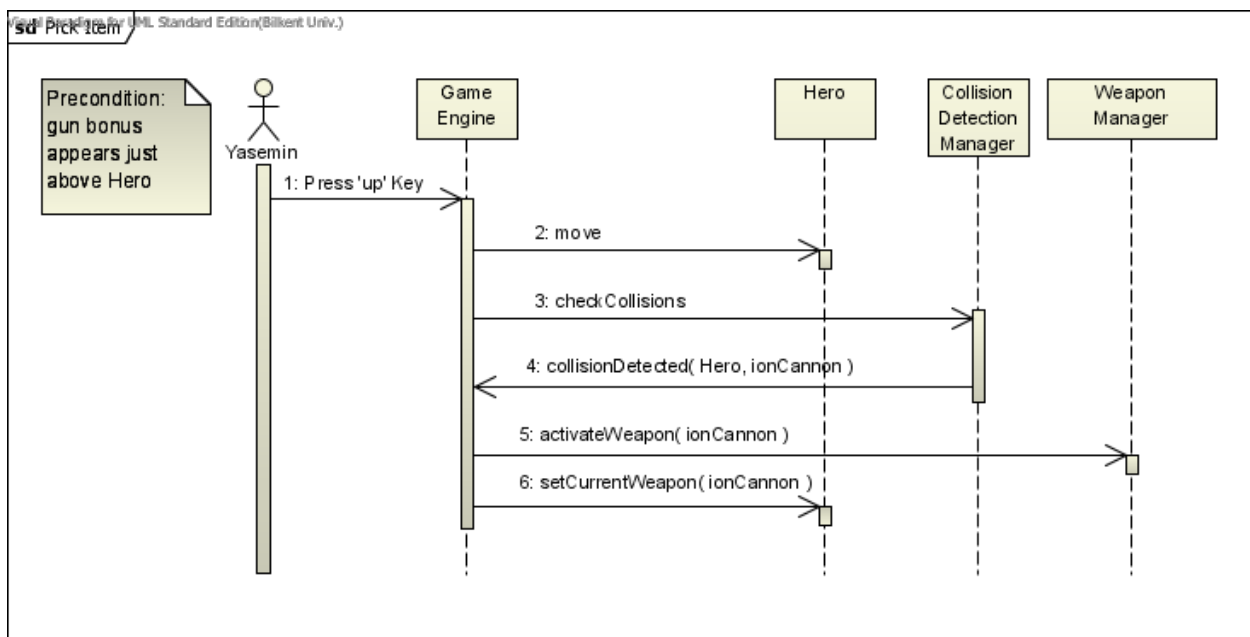 Visual Paradigm for UML Standard Edition(Bilkent Univ.)
sd Pick Item
Precondition:
gun bonus
appears just
above Hero
Yasemin
Game
Engine
Hero
Collision
Detection
Manager
Weapon
Manager
1: Press 'up' Key
2: move
3: checkCollisions
4: collisionDetected( Hero, ionCannon )
5: activateWeapon( ionCannon )
6: setCurrentWeapon( ionCannon )